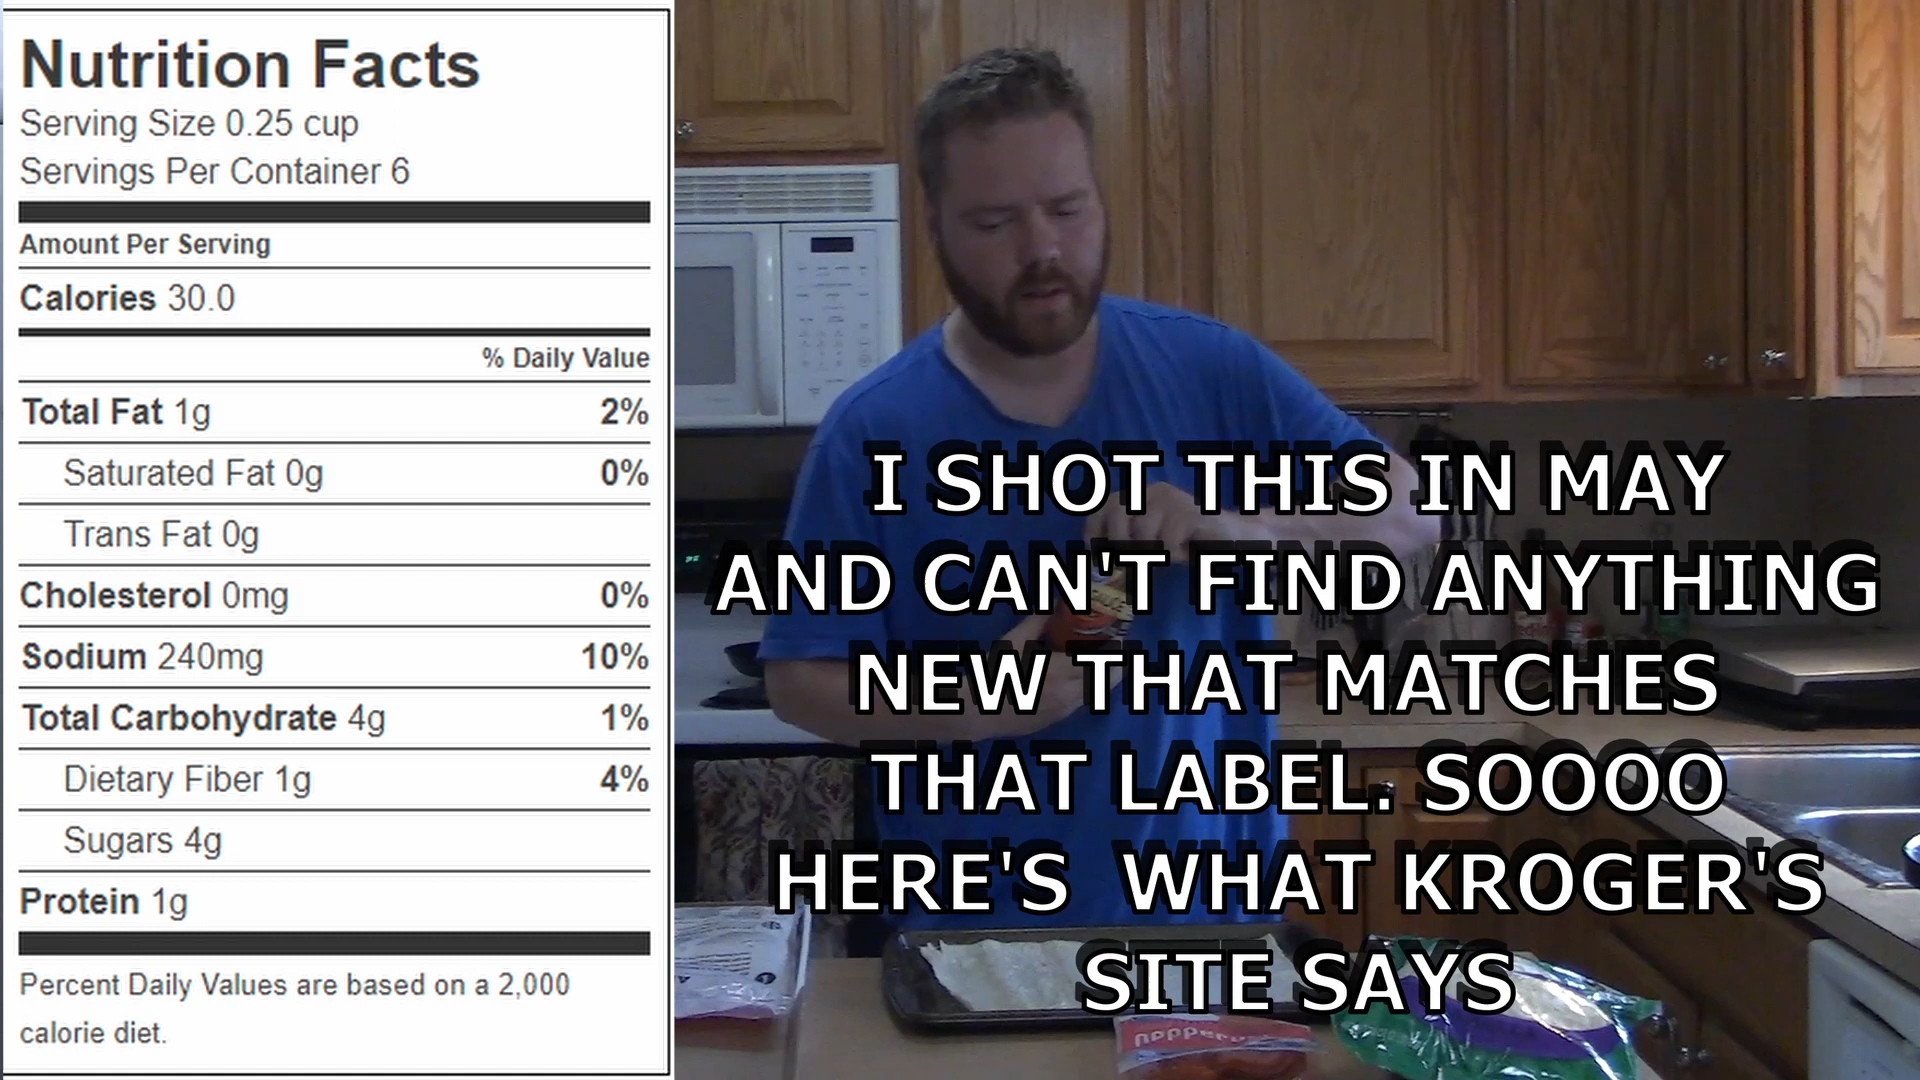 Nutrition Facts
Serving Size 0.25 cup
Servings Per Container 6
Amount Per Serving
Calories 30.0
% Daily Value
Total Fat 1g 2%
Saturated Fat 0g 0%
Trans Fat 0g
Cholesterol 0mg 0%
Sodium 240mg 10%
Total Carbohydrate 4g 1%
Dietary Fiber 1g 4%
Sugars 4g
Protein 1g
Percent Daily Values are based on a 2,000
calorie diet.
I SHOT THIS IN MAY
AND CAN'T FIND ANYTHING
NEW THAT MATCHES
THAT LABEL. SOOOO
HERE'S WHAT KROGER'S
SITE SAYS
SAUCE